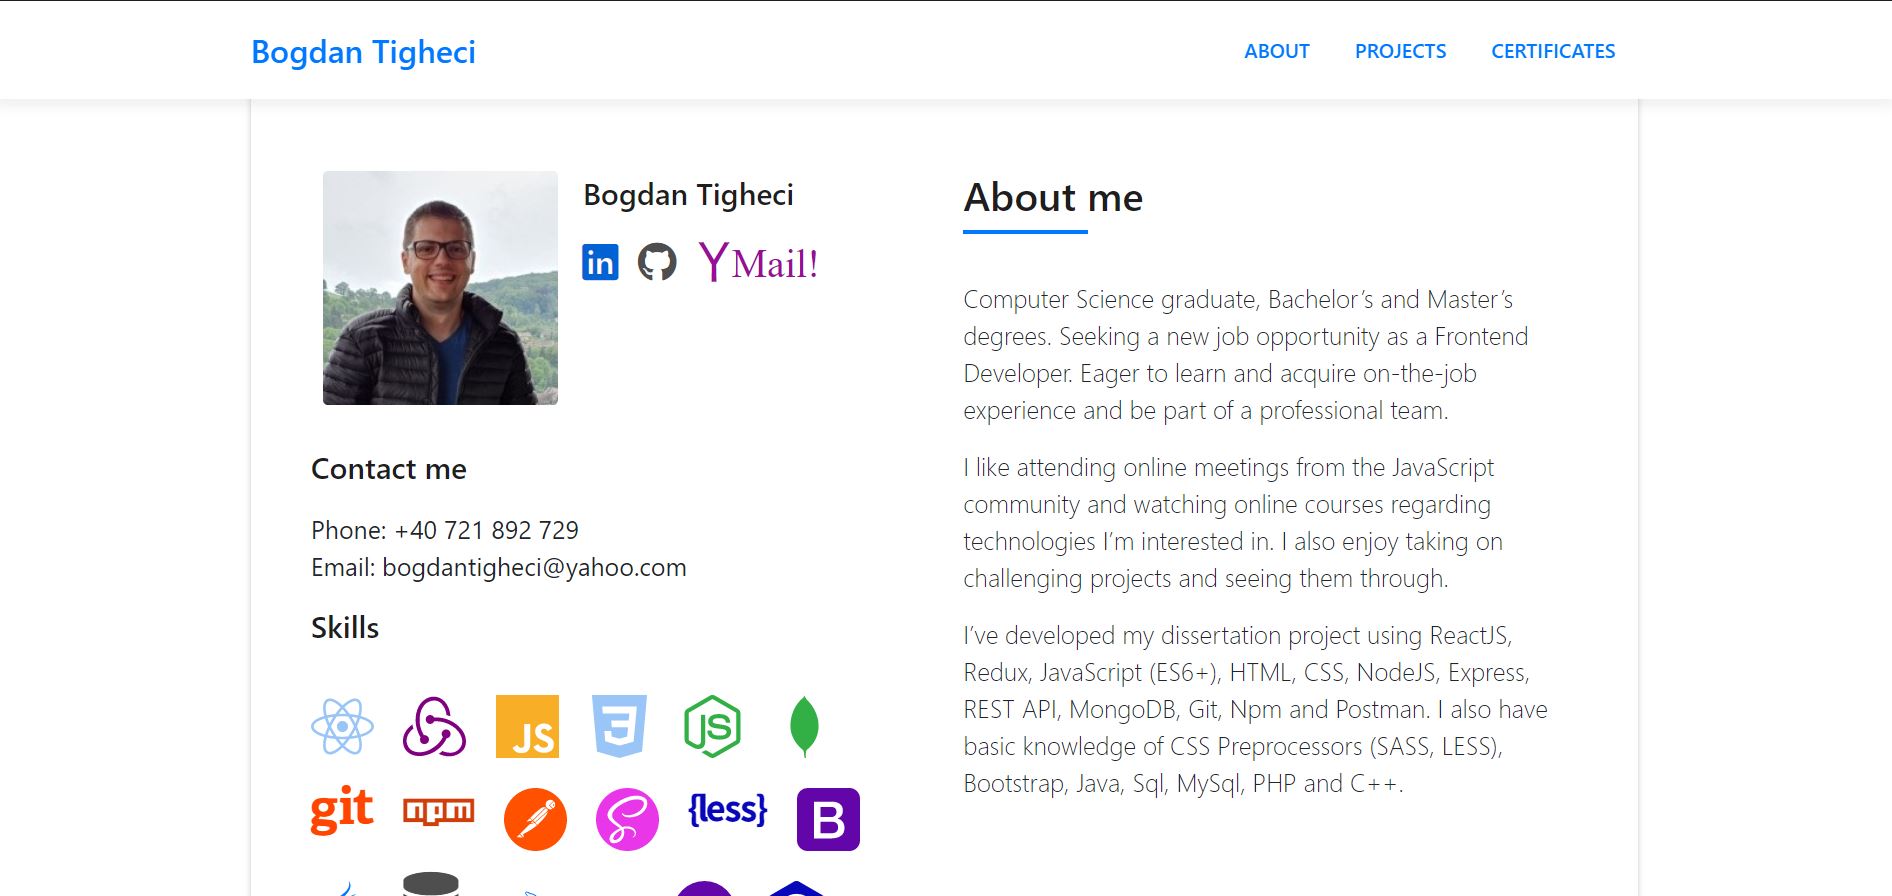 Bogdan Tigheci
ABOUT PROJECTS CERTIFICATES
Bogdan Tigheci
in
Y Mail!
Contact me
Phone: +40 721 892 729
Email: bogdantigheci@yahoo.com
Skills
JS 3 JS
git npm S {less} B
About me
Computer Science graduate, Bachelor’s and Master’s
degrees. Seeking a new job opportunity as a Frontend
Developer. Eager to learn and acquire on-the-job
experience and be part of a professional team.
I like attending online meetings from the JavaScript
community and watching online courses regarding
technologies I’m interested in. I also enjoy taking on
challenging projects and seeing them through.
I’ve developed my dissertation project using ReactJS,
Redux, JavaScript (ES6+), HTML, CSS, NodeJS, Express,
REST API, MongoDB, Git, Npm and Postman. I also have
basic knowledge of CSS Preprocessors (SASS, LESS),
Bootstrap, Java, Sql, MySql, PHP and C++.